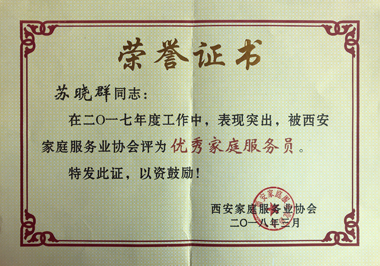 荣誉证书
苏晓群同志：
在二〇一七年度工作中，表现突出，被西安
家庭服务业协会评为优秀家庭服务员。
特发此证，以资鼓励！
西安家庭服务业协会
二〇一八年三月